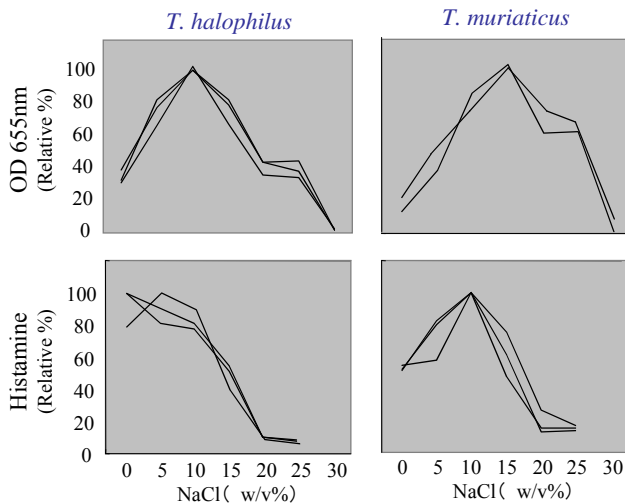 T. halophilus
T. muriaticus
OD 655nm
(Relative %)
100
80
60
40
20
0
Histamine
(Relative %)
100
80
60
40
20
0
0 5 10 15 20 25 30
0 5 10 15 20 25 30
NaCl( w/v%)
NaCl( w/v%)